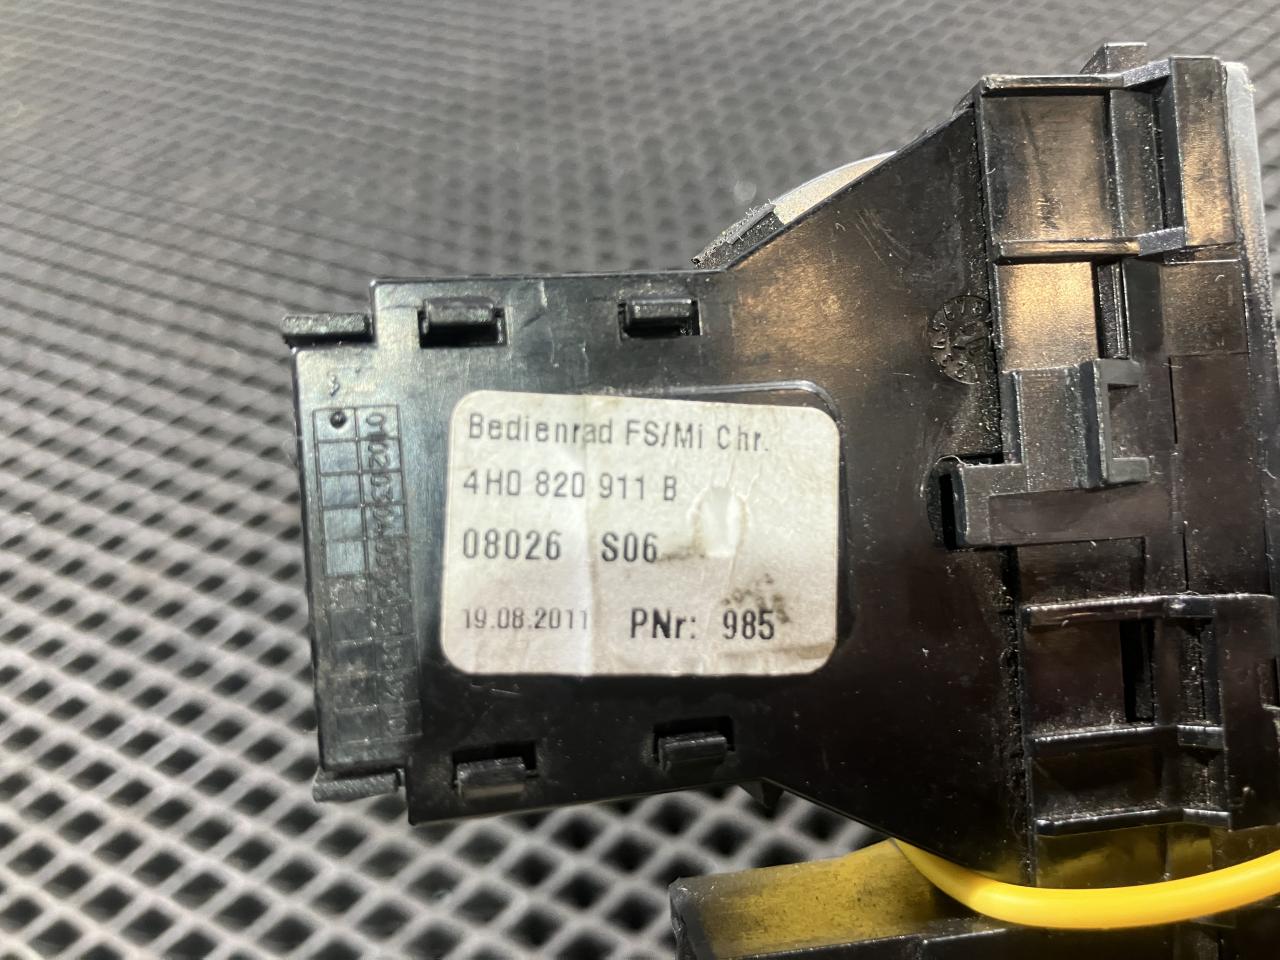 Bedienrad FS/Mi Chr.
4H0 820 911 B
08026 S06
19.08.2011 PNr: 985